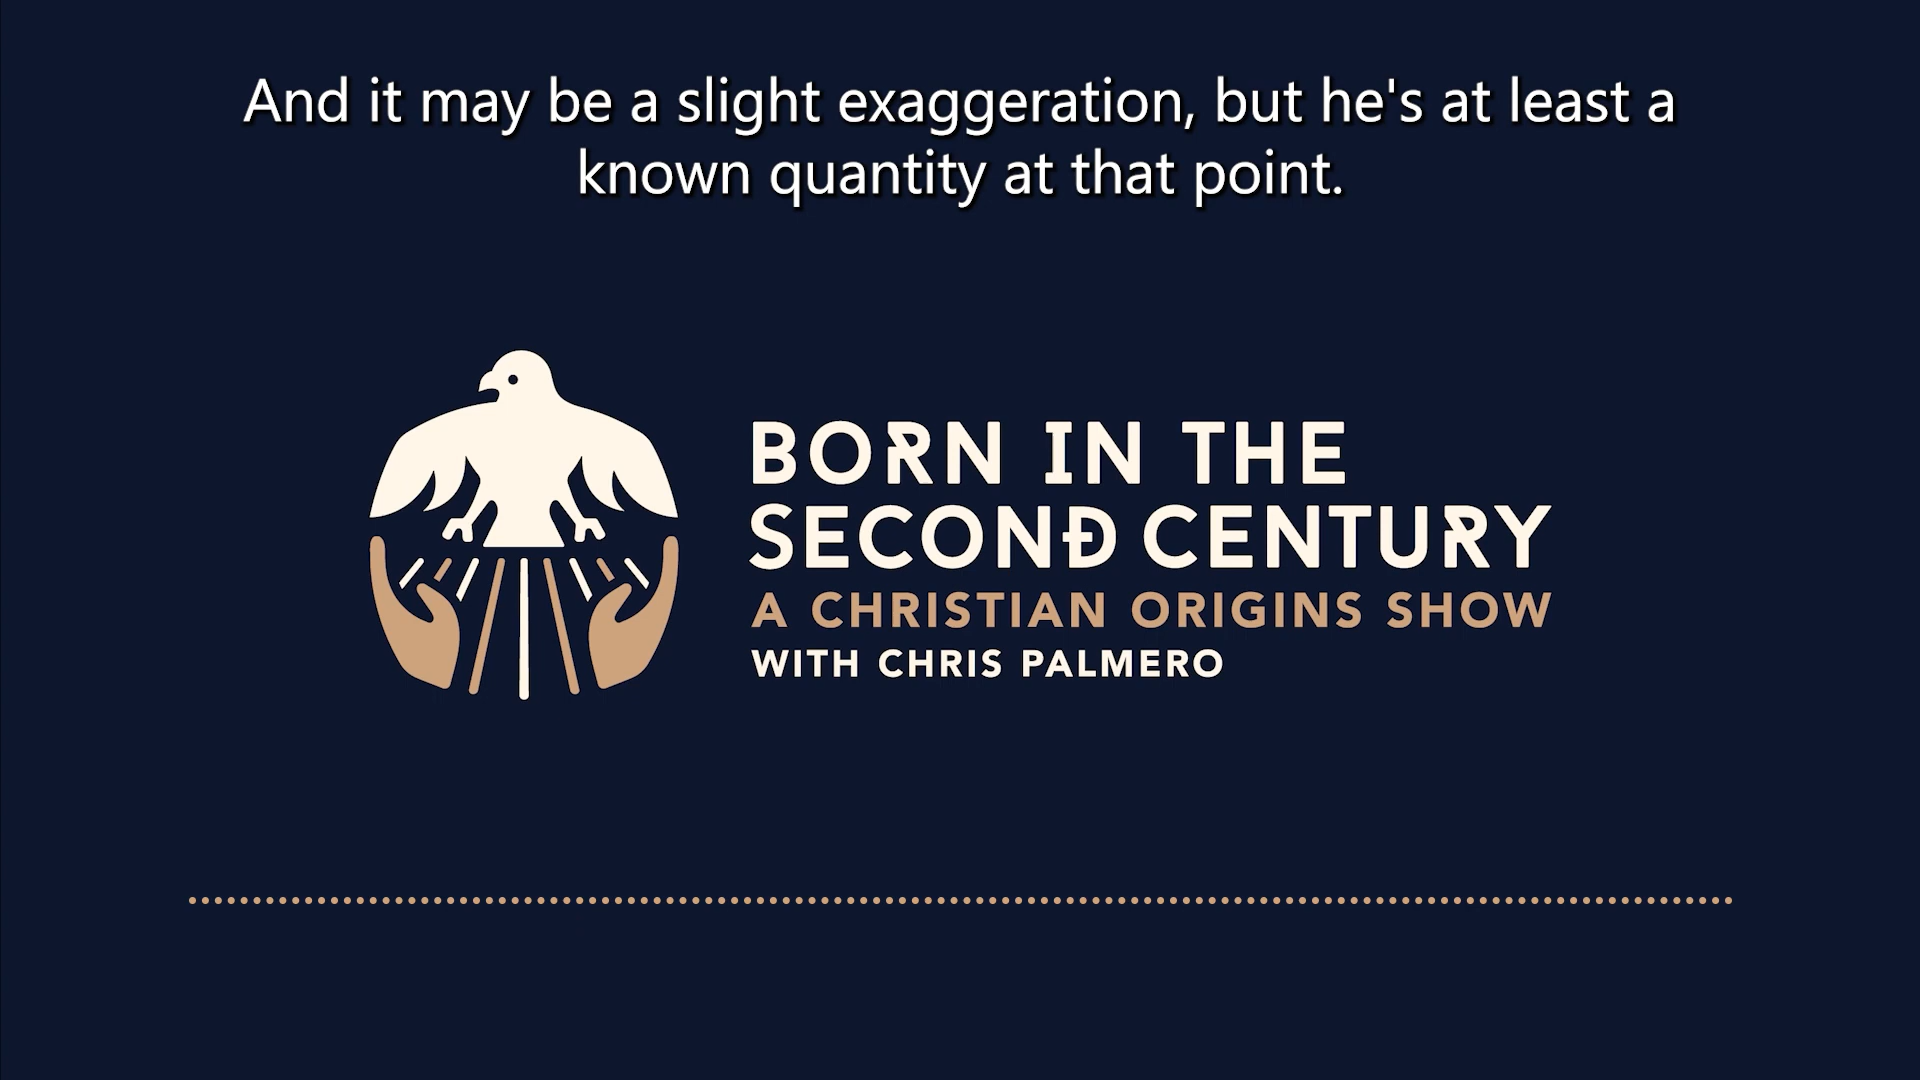 And it may be a slight exaggeration, but he's at least a
known quantity at that point.
BORN IN THE
SECOND CENTURY
A CHRISTIAN ORIGINS SHOW
WITH CHRIS PALMERO